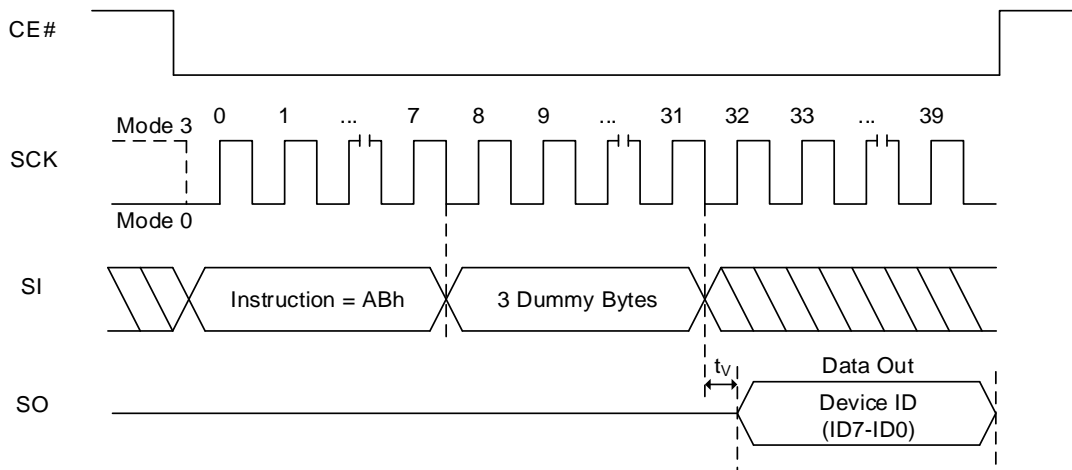 CE#
0 1 ... 7 8 9 ... 31 32 33 ... 39
Mode 3
SCK
Mode 0
SI
Instruction = ABh
3 Dummy Bytes
tV
Data Out
SO
Device ID
(ID7-ID0)